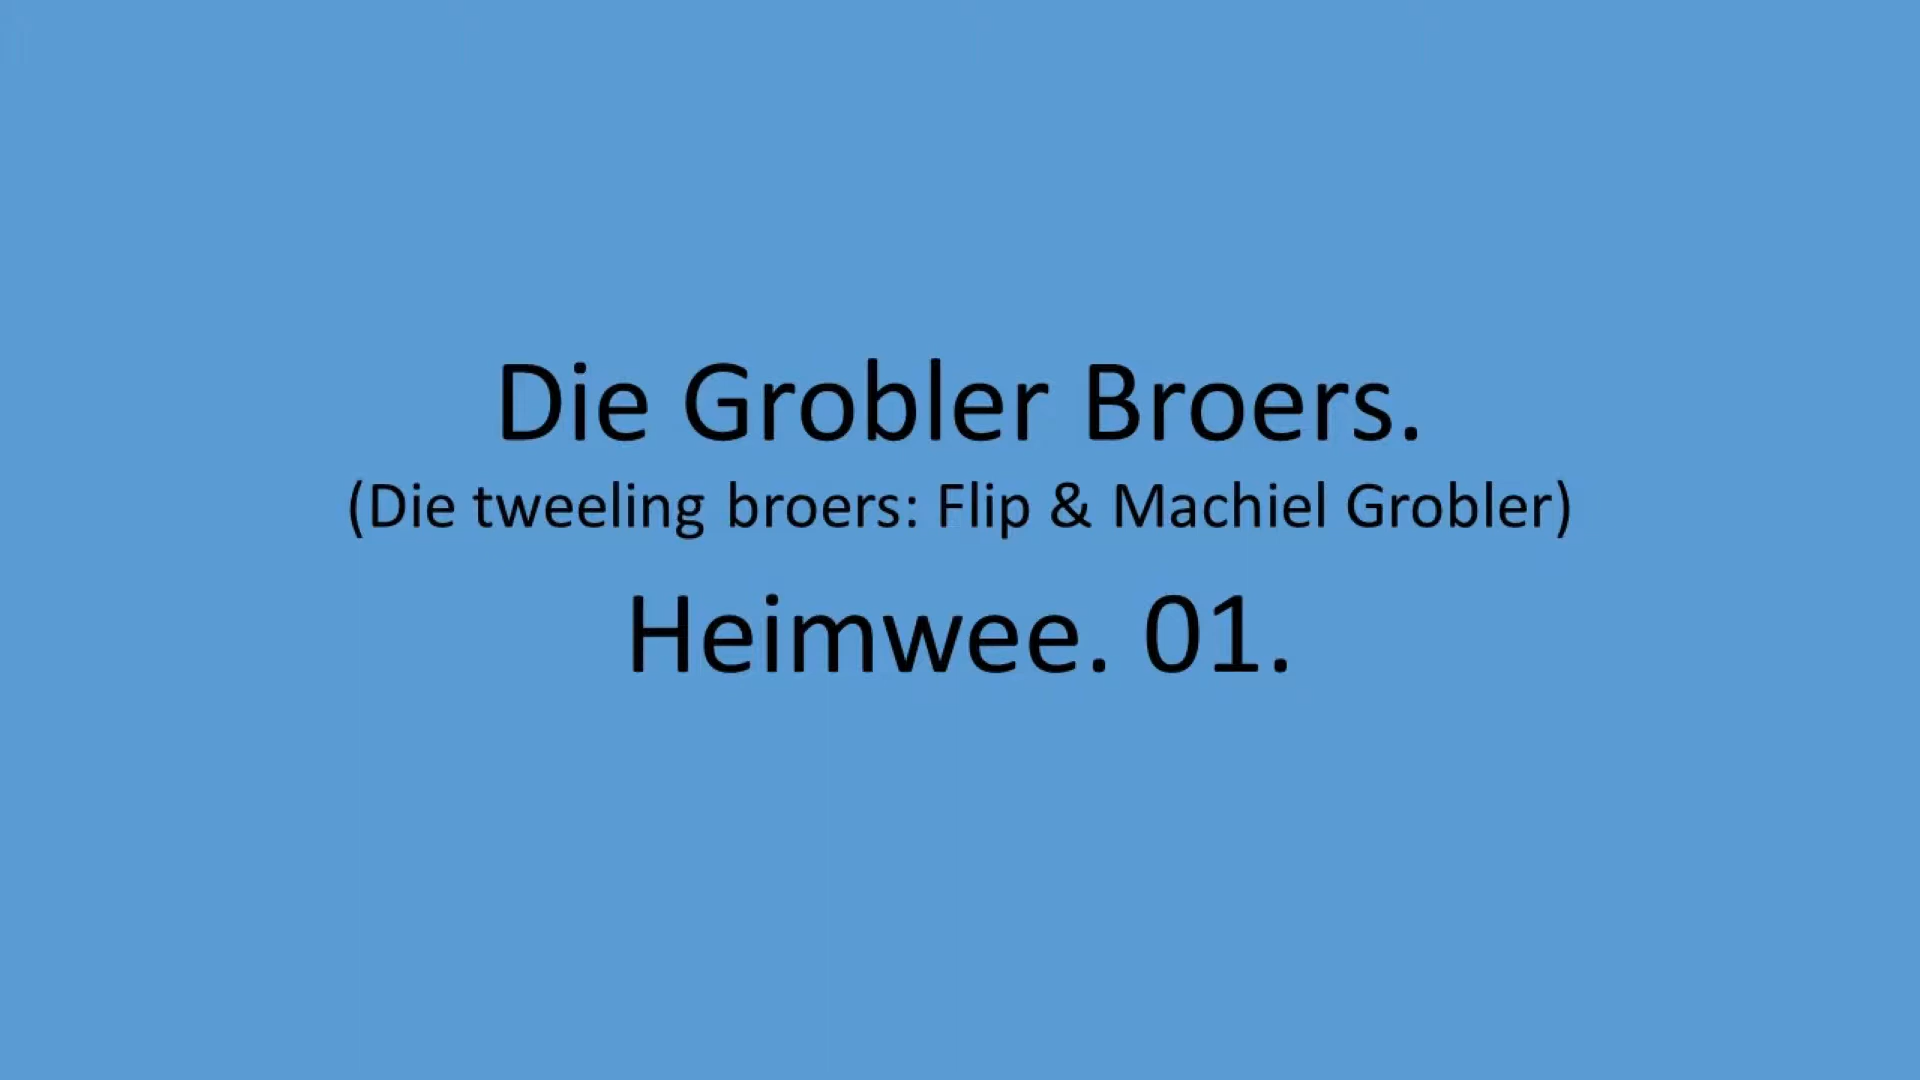 Die Grobler Broers.
(Die tweeling broers: Flip & Machiel Grobler)
Heimwee. 01.